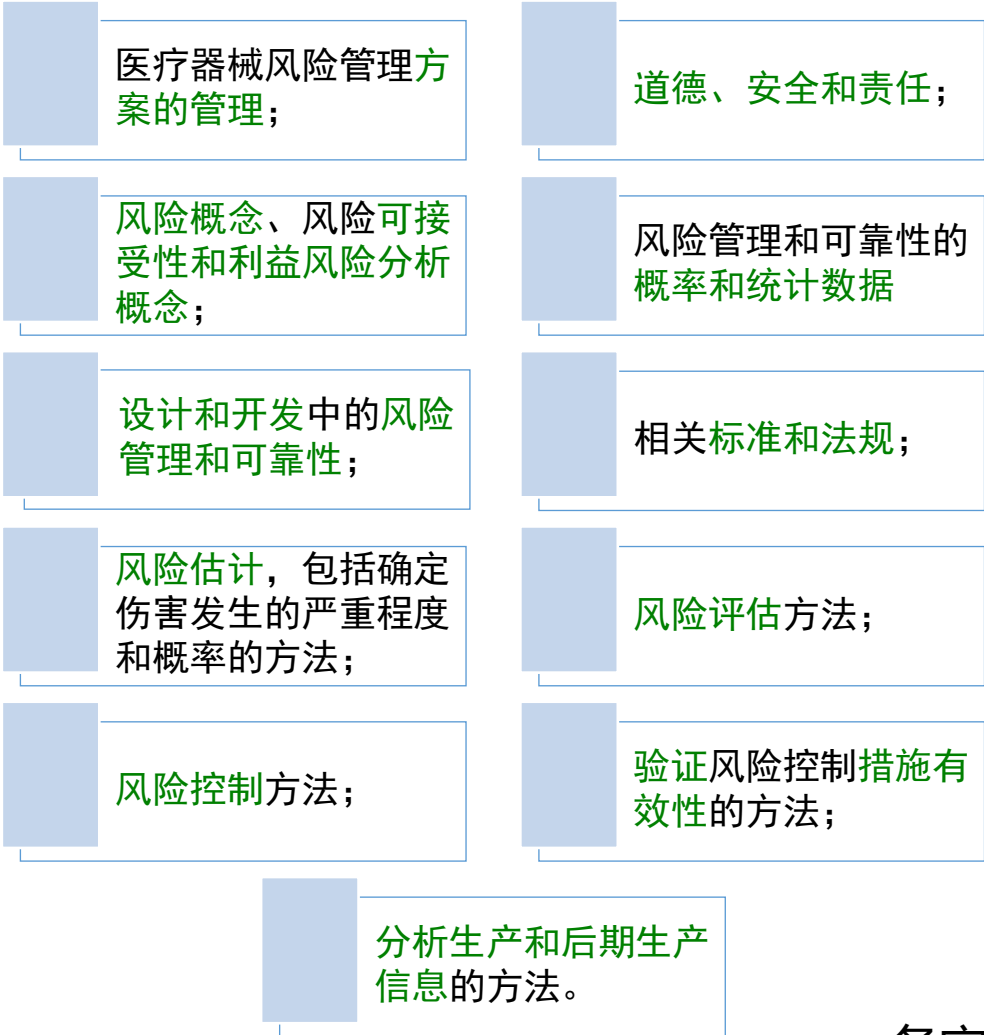 医疗器械风险管理方
案的管理；
道德、安全和责任；
风险概念、风险可接
受性和利益风险分析
概念；
风险管理和可靠性的
概率和统计数据
设计和开发中的风险
管理和可靠性；
相关标准和法规；
风险估计，包括确定
伤害发生的严重程度
和概率的方法；
风险评估方法；
风险控制方法；
验证风险控制措施有
效性的方法；
分析生产和后期生产
信息的方法。